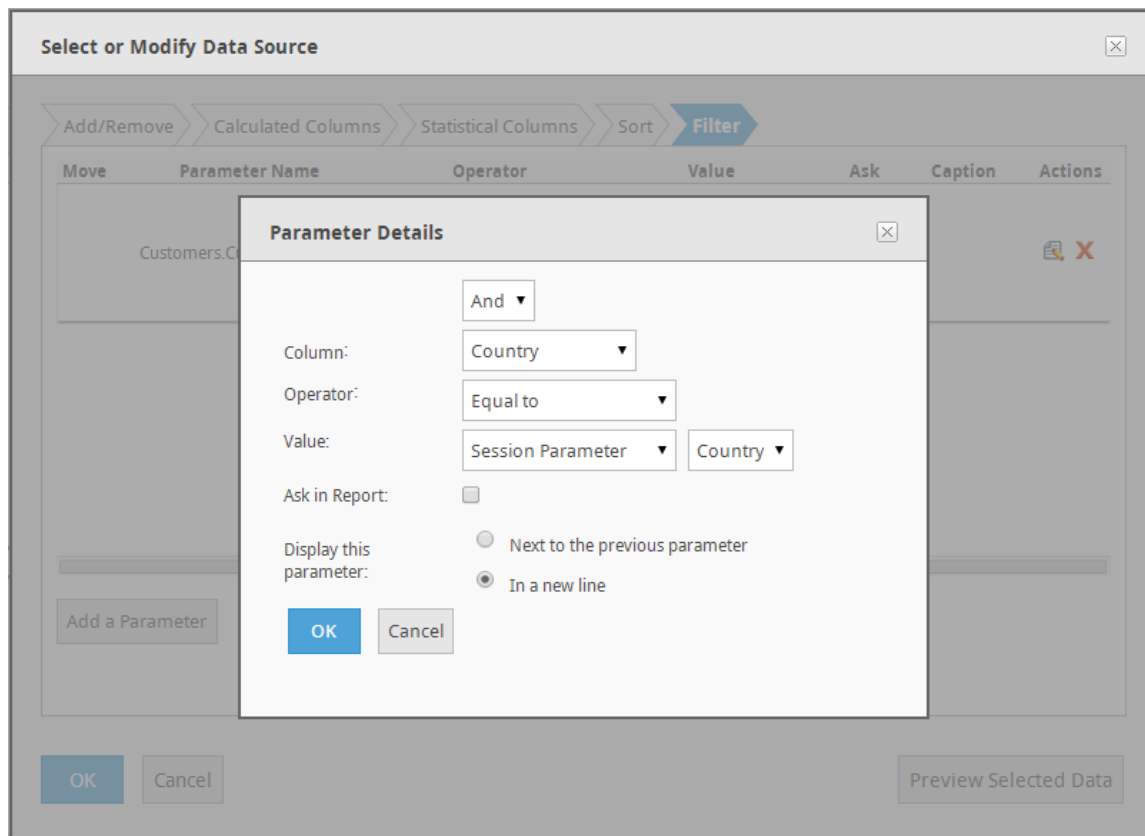 Select or Modify Data Source
Add/Remove Calculated Columns Statistical Columns Sort Filter
Move Parameter Name Operator Value Ask Caption Actions
Parameter Details
Customers.C
And
Column:
Country
Operator:
Equal to
Value:
Session Parameter Country
Ask in Report:
Display this parameter:
Next to the previous parameter
In a new line
Add a Parameter
OK Cancel
OK Cancel Preview Selected Data